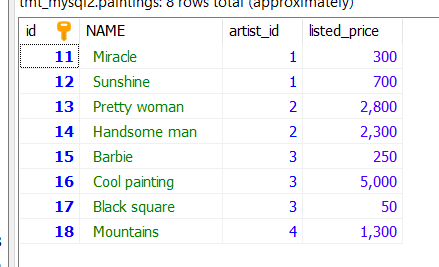 tmt_mysql2.paintings: 8 rows total (approximately)
id NAME artist_id listed_price
11 Miracle 1 300
12 Sunshine 1 700
13 Pretty woman 2 2,800
14 Handsome man 2 2,300
15 Barbie 3 250
16 Cool painting 3 5,000
17 Black square 3 50
18 Mountains 4 1,300